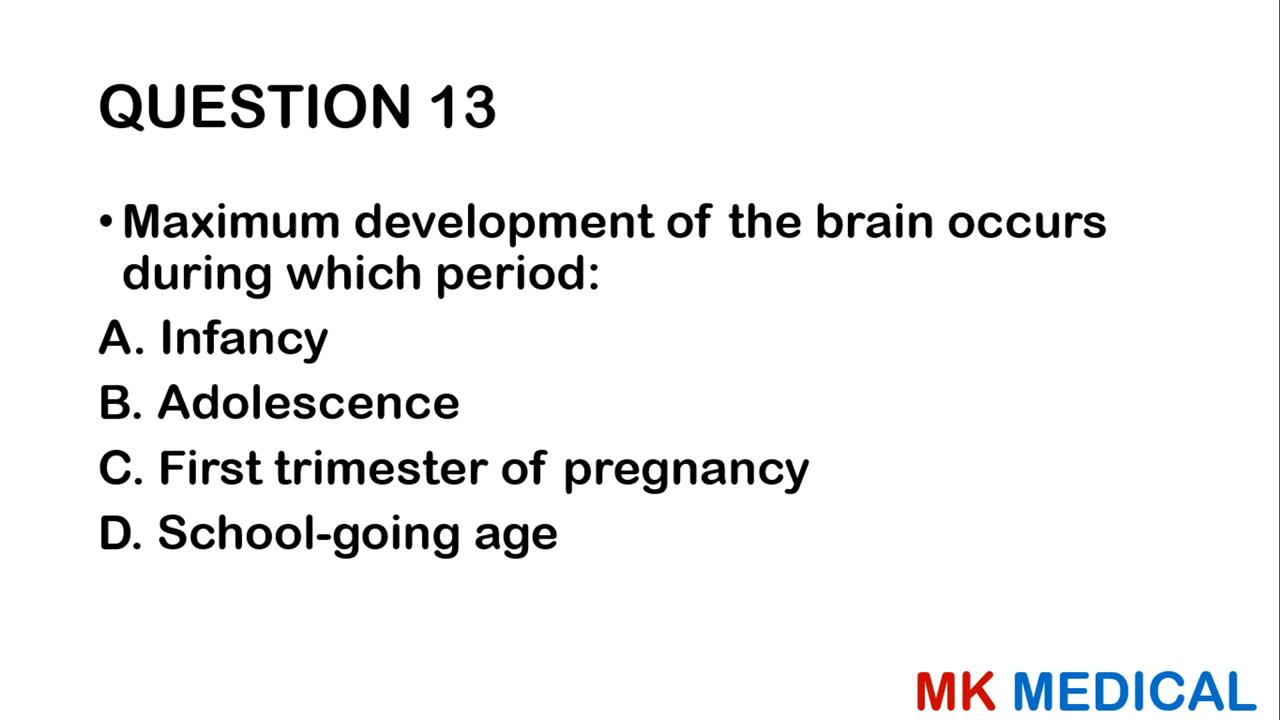 QUESTION 13
• Maximum development of the brain occurs
during which period:
A. Infancy
B. Adolescence
C. First trimester of pregnancy
D. School-going age
MK MEDICAL